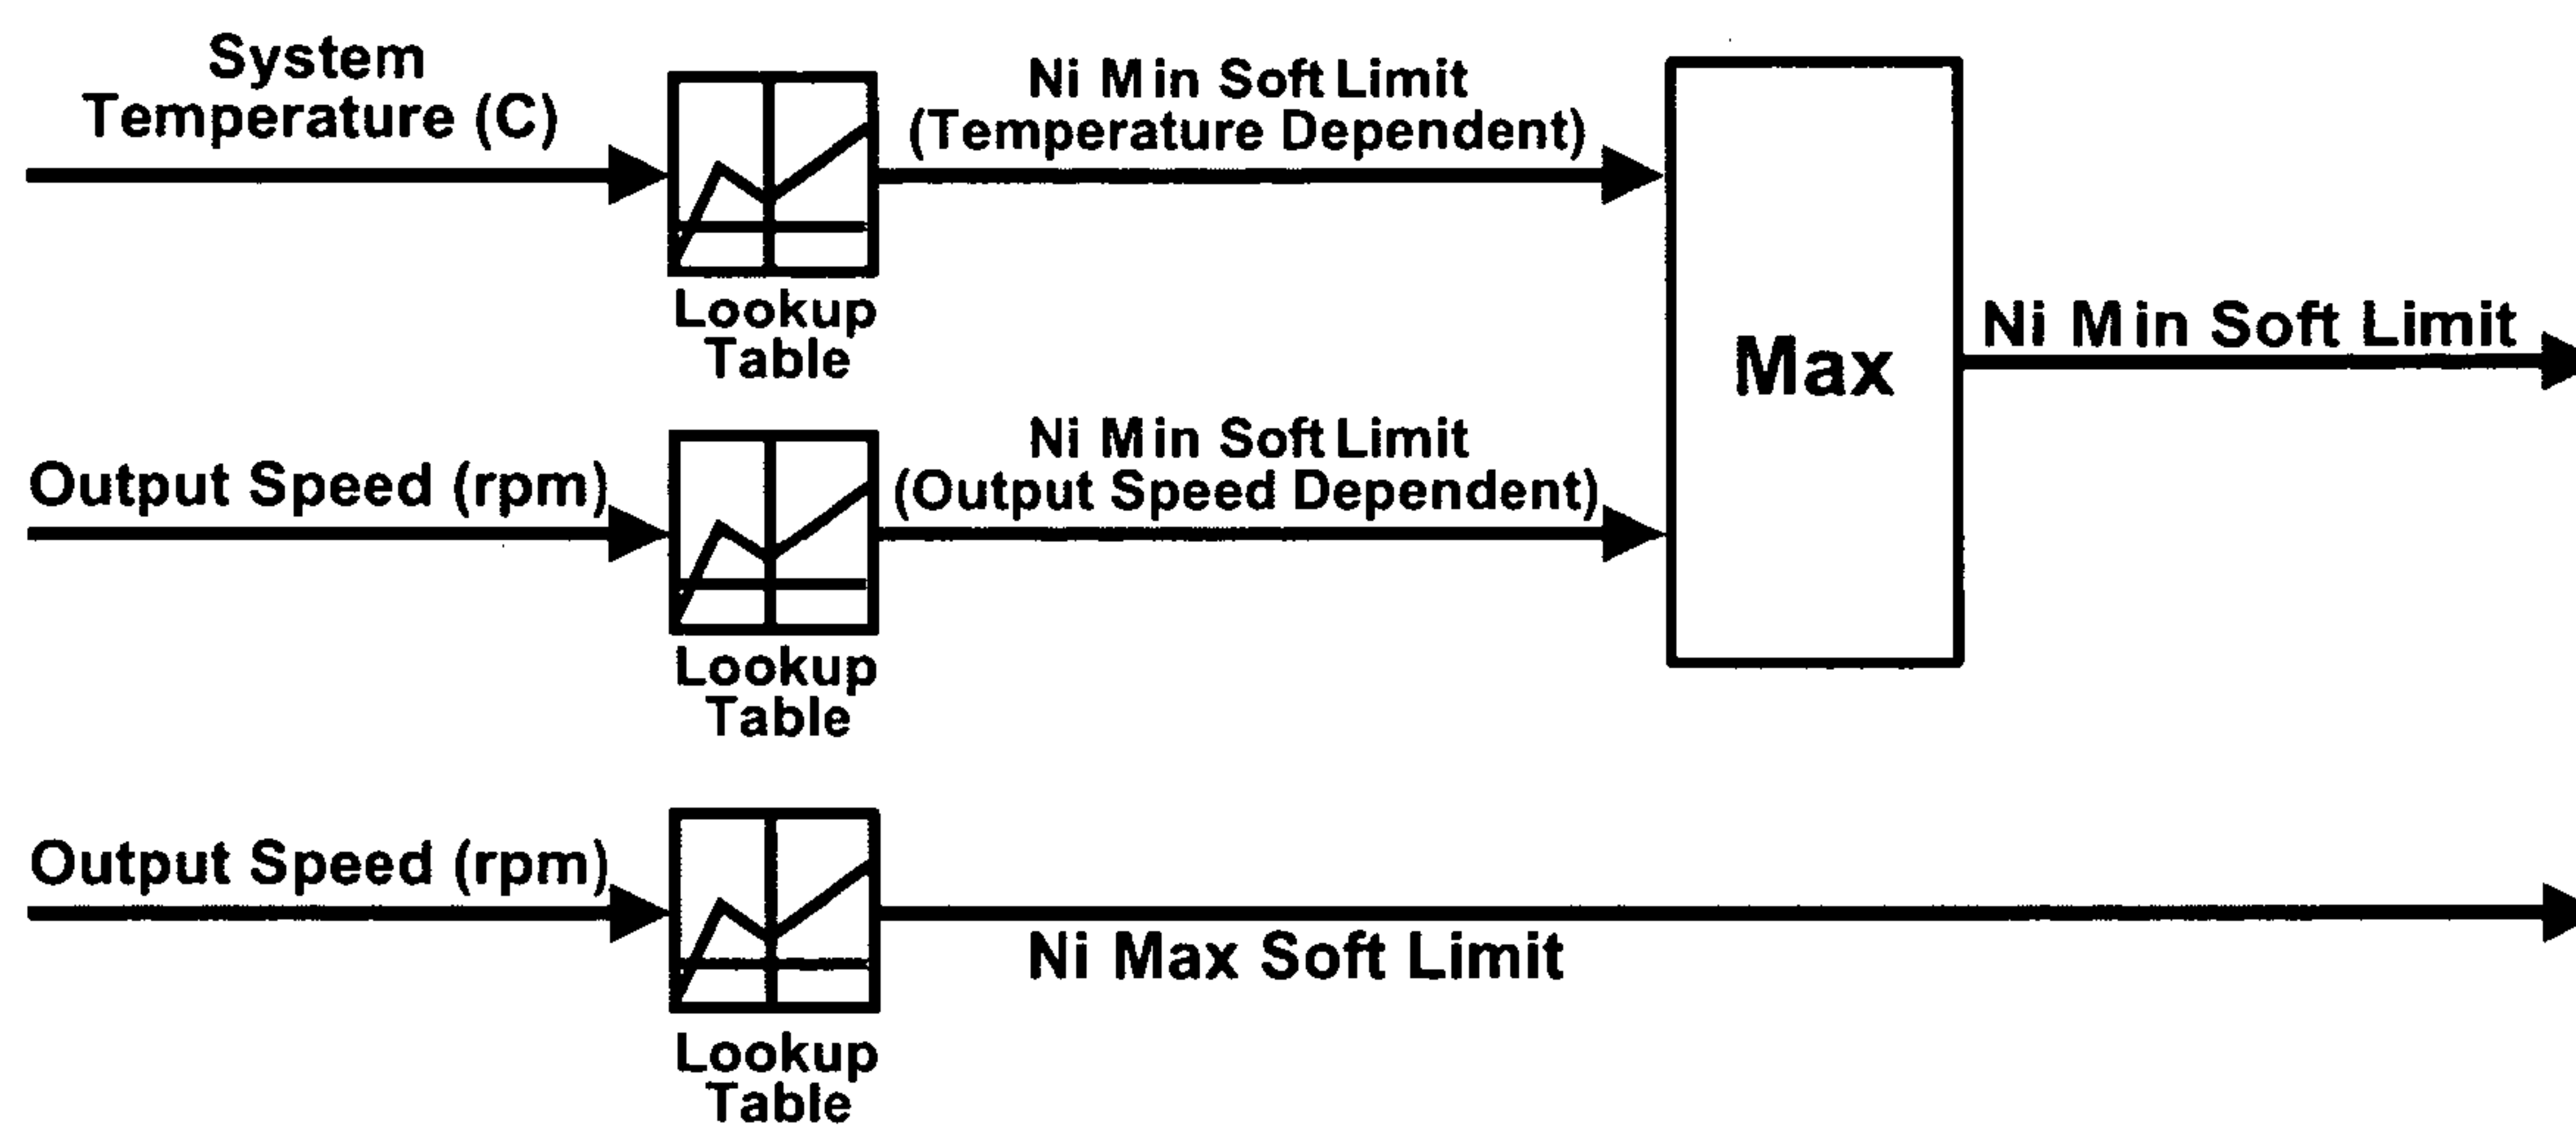 System
Temperature (C)
Ni Min Soft Limit
(Temperature Dependent)
Lookup
Table
Output Speed (rpm)
Ni Min Soft Limit
(Output Speed Dependent)
Lookup
Table
Max
Ni Min Soft Limit
Output Speed (rpm)
Ni Max Soft Limit
Lookup
Table